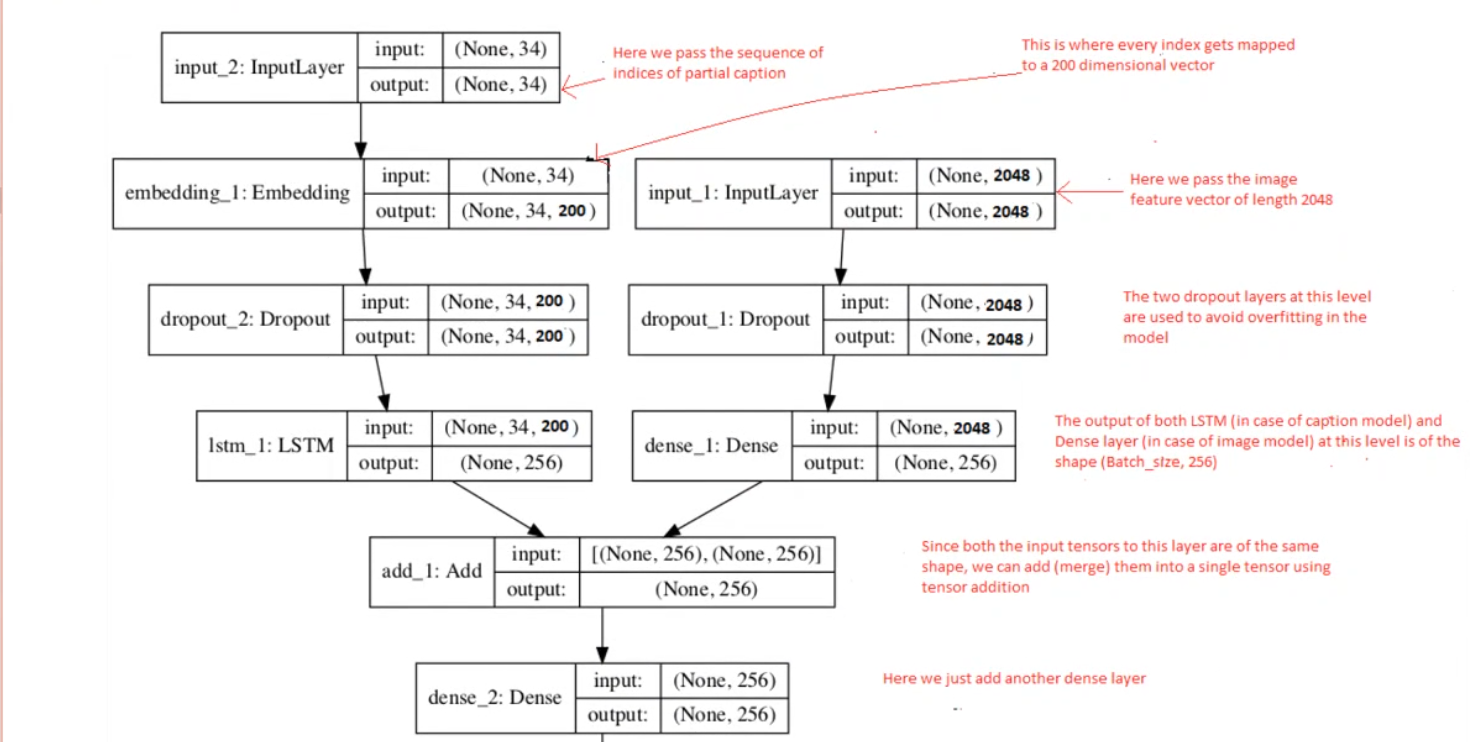 input_2: InputLayer
input: (None, 34)
output: (None, 34)
Here we pass the sequence of
indices of partial caption
This is where every index gets mapped
to a 200 dimensional vector
embedding_1: Embedding
input: (None, 34)
output: (None, 34, 200 )
input_1: InputLayer
input: (None, 2048 )
output: (None, 2048 )
Here we pass the image
feature vector of length 2048
dropout_2: Dropout
input: (None, 34, 200 )
output: (None, 34, 200 )
dropout_1: Dropout
input: (None, 2048 )
output: (None, 2048 )
The two dropout layers at this level
are used to avoid overfitting in the
model
lstm_1: LSTM
input: (None, 34, 200 )
output: (None, 256)
dense_1: Dense
input: (None, 2048 )
output: (None, 256)
The output of both LSTM (in case of caption model) and
Dense layer (in case of image model) at this level is of the
shape (Batch_size, 256)
add_1: Add
input: [(None, 256), (None, 256)]
output: (None, 256)
Since both the input tensors to this layer are of the same
shape, we can add (merge) them into a single tensor using
tensor addition
dense_2: Dense
input: (None, 256)
output: (None, 256)
Here we just add another dense layer